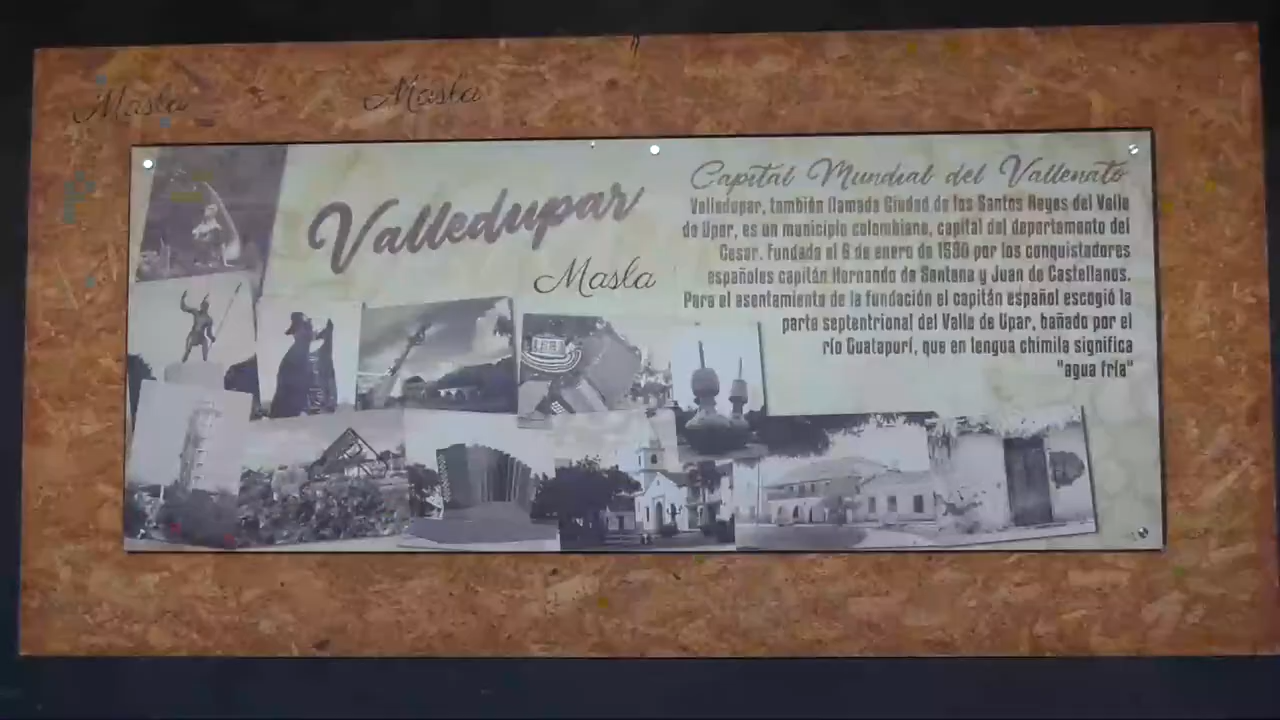 Masla
Masla
Valledupar
Masla
Capital Mundial del Vallenato
Valledupar, también llamada Ciudad de los Santos Reyes del Valle
de Upar, es un municipio colombiano, capital del departamento del
Cesar. Fundada el 6 de enero de 1550 por los conquistadores
españoles capitán Hernando de Santana y Juan de Castellanos.
Para el asentamiento de la fundación el capitán español escogió la
parte septentrional del Valle de Upar, bañado por el
río Guatapurí, que en lengua chimila significa
"agua fría"